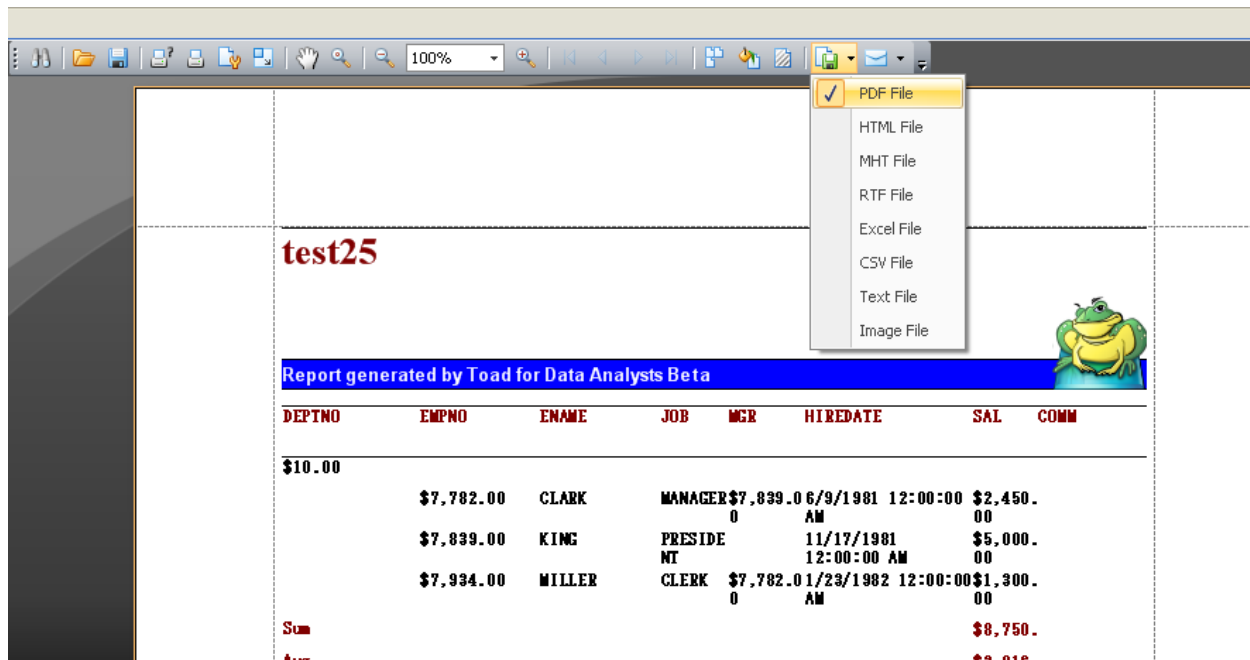 100%
PDF File
HTML File
MHT File
RTF File
Excel File
CSV File
Text File
Image File
test25
Report generated by Toad for Data Analysts Beta
DEPTNO EMPNO ENAME JOB MGR HIREDATE SAL COMM
$10.00
$7,782.00 CLARK MANAGER $7,839.0 6/9/1981 12:00:00 $2,450.
0 AM 00
$7,839.00 KING PRESIDE 11/17/1981 $5,000.
NT 12:00:00 AM 00
$7,934.00 MILLER CLERK $7,782.0 1/23/1982 12:00:00 $1,300.
0 AM 00
Sum $8,750.